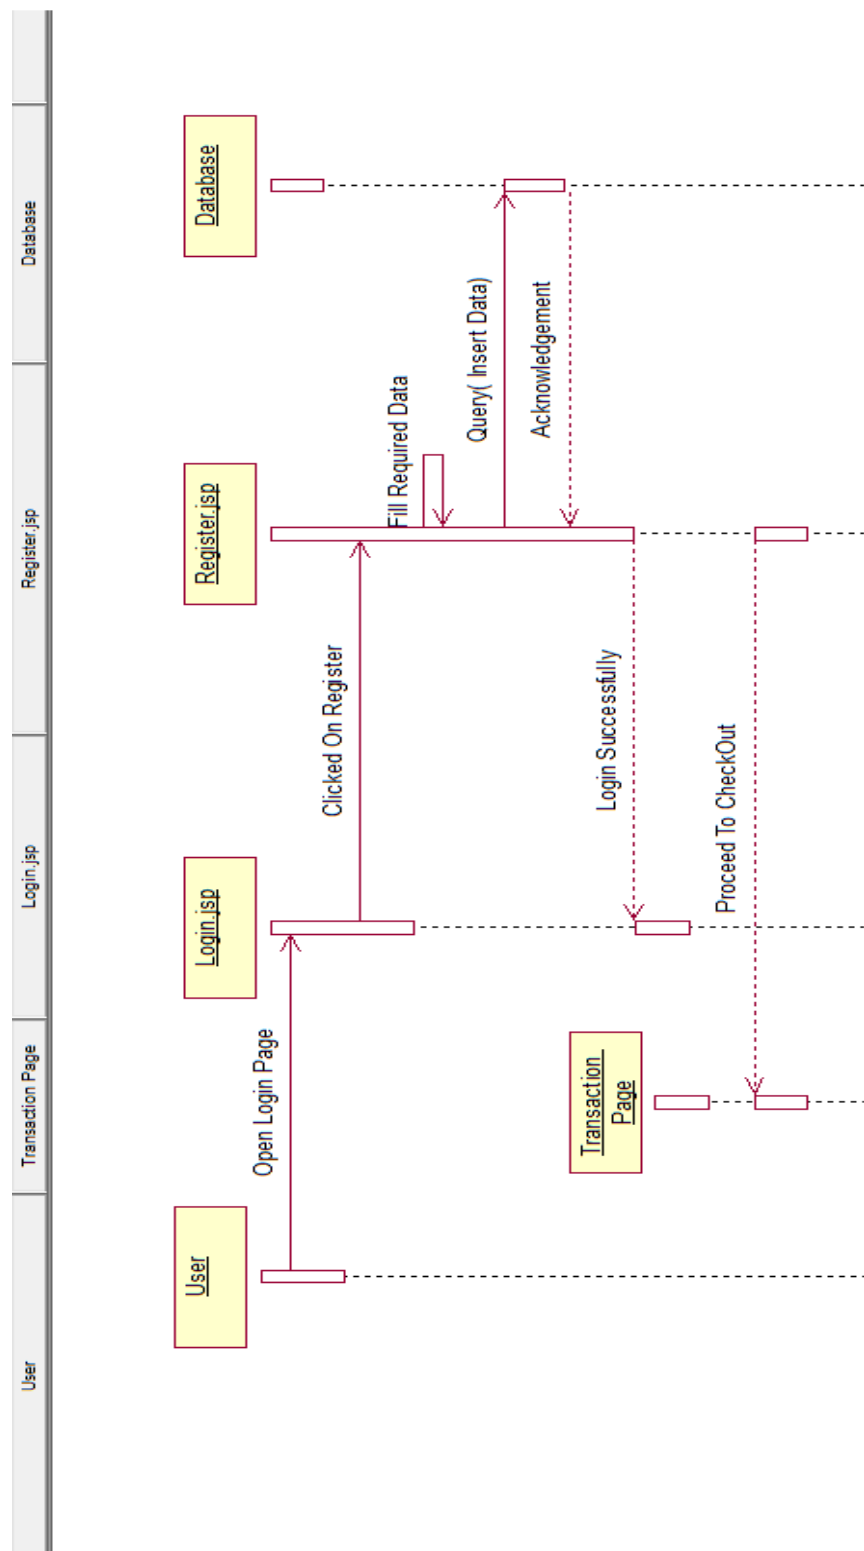 User
Transaction Page
Login.jsp
Register.jsp
Database
User
Login.jsp
Register.jsp
Database
Open Login Page
Clicked On Register
Fill Required Data
Query( Insert Data)
Acknowledgement
Transaction
Page
Login Successfully
Proceed To CheckOut